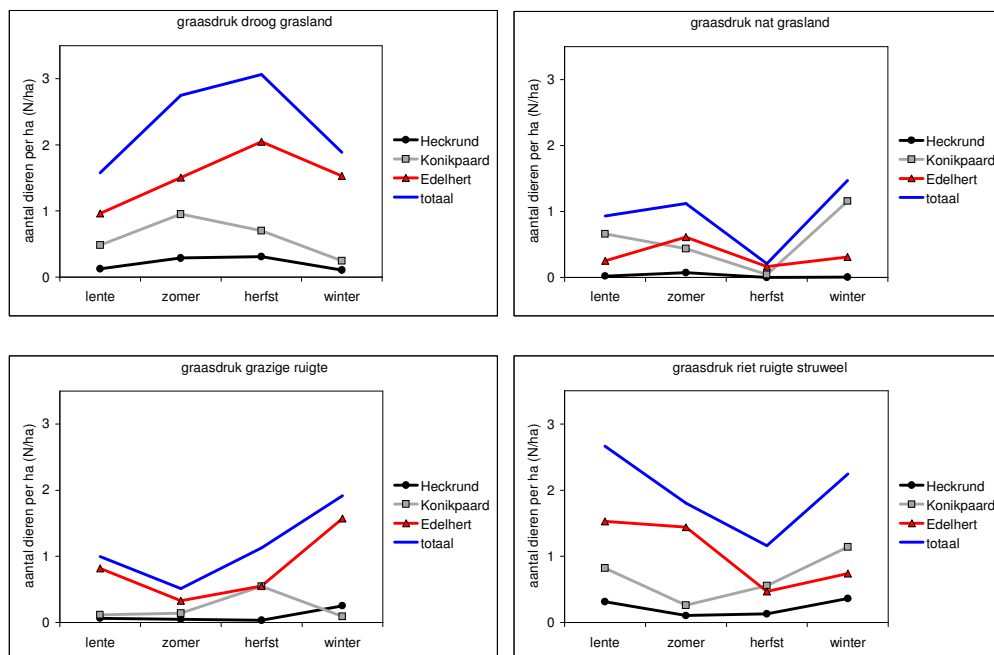 graasdruk droog grasland
aantal dieren per ha (N/ha)
3
2
1
0
lente zomer herfst winter
Heckrund
Konikpaard
Edelhert
totaal
graasdruk nat grasland
aantal dieren per ha (N/ha)
3
2
1
0
lente zomer herfst winter
Heckrund
Konikpaard
Edelhert
totaal
graasdruk grazige ruigte
aantal dieren per ha (N/ha)
3
2
1
0
lente zomer herfst winter
Heckrund
Konikpaard
Edelhert
totaal
graasdruk riet ruigte struweel
aantal dieren per ha (N/ha)
3
2
1
0
lente zomer herfst winter
Heckrund
Konikpaard
Edelhert
totaal